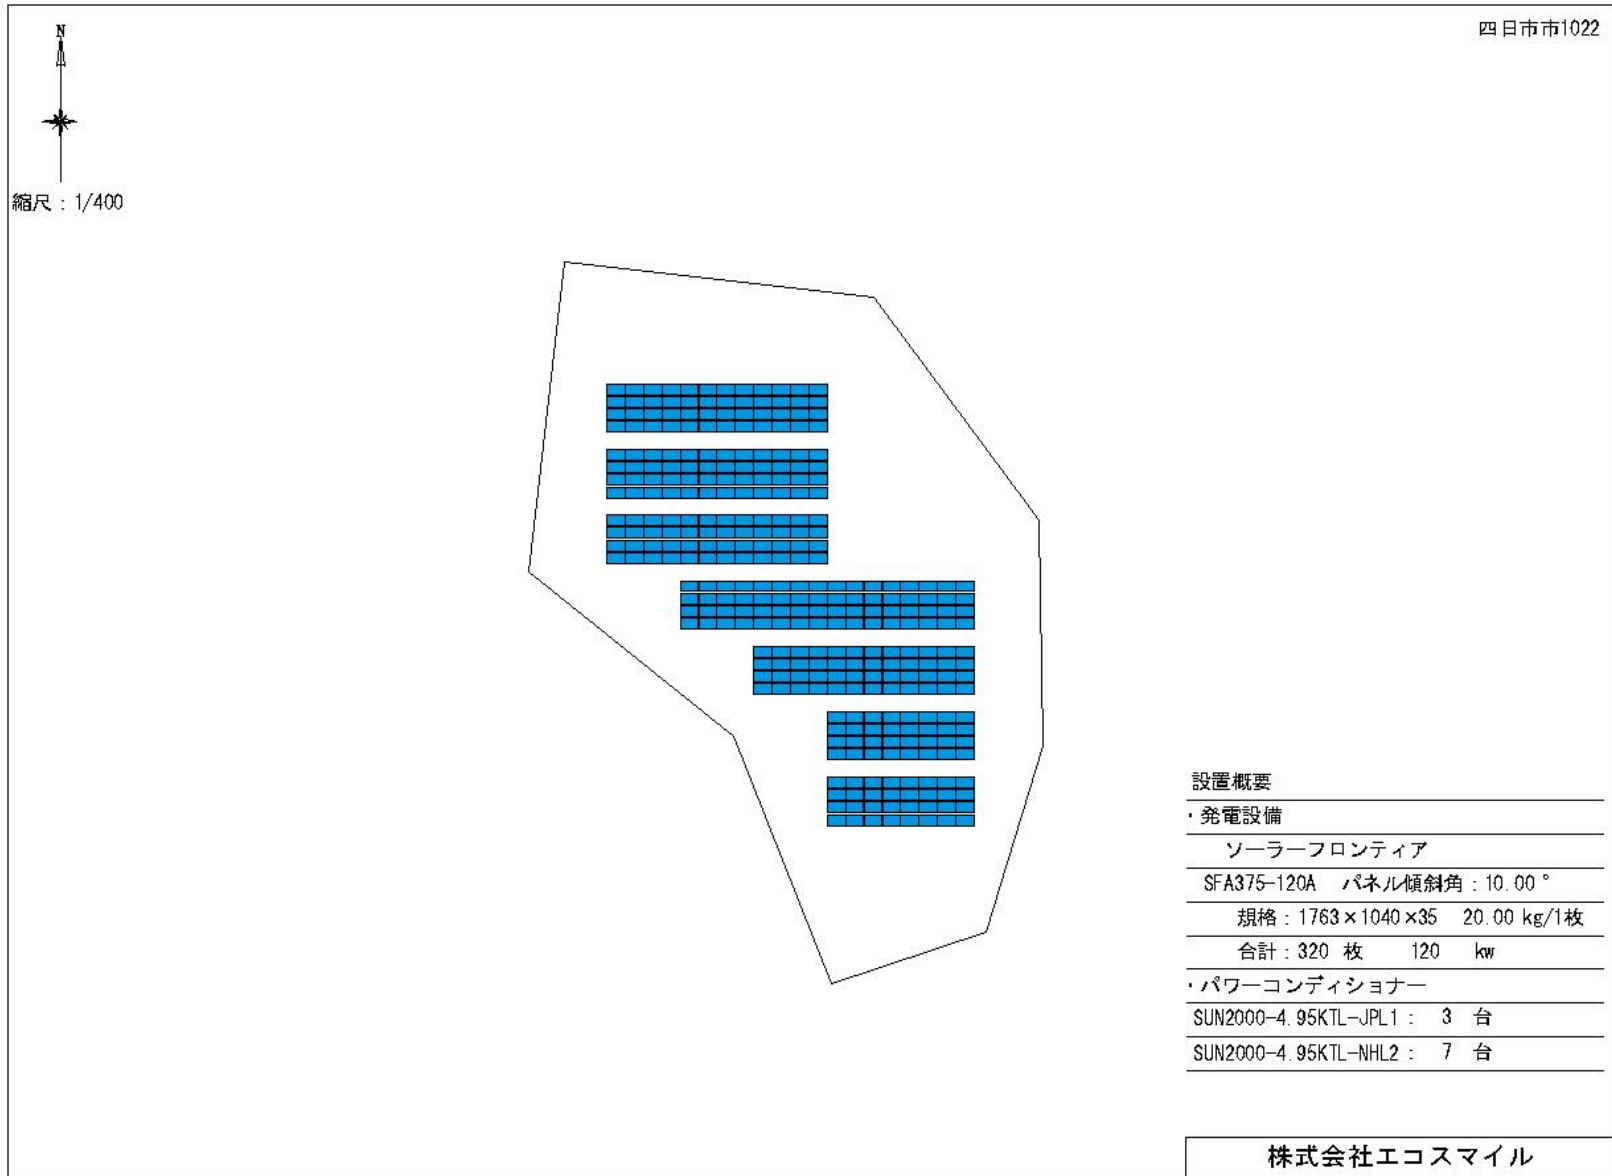 四日市市1022
N
縮尺：1/400
設置概要
・発電設備
ソーラーフロンティア
SFA375-120A パネル傾斜角：10.00°
規格：1763×1040×35 20.00 kg/1枚
合計：320 枚 120 kw
・パワーコンディショナー
SUN2000-4.95KTL-JPL1： 3 台
SUN2000-4.95KTL-NHL2： 7 台
株式会社エコスマイル